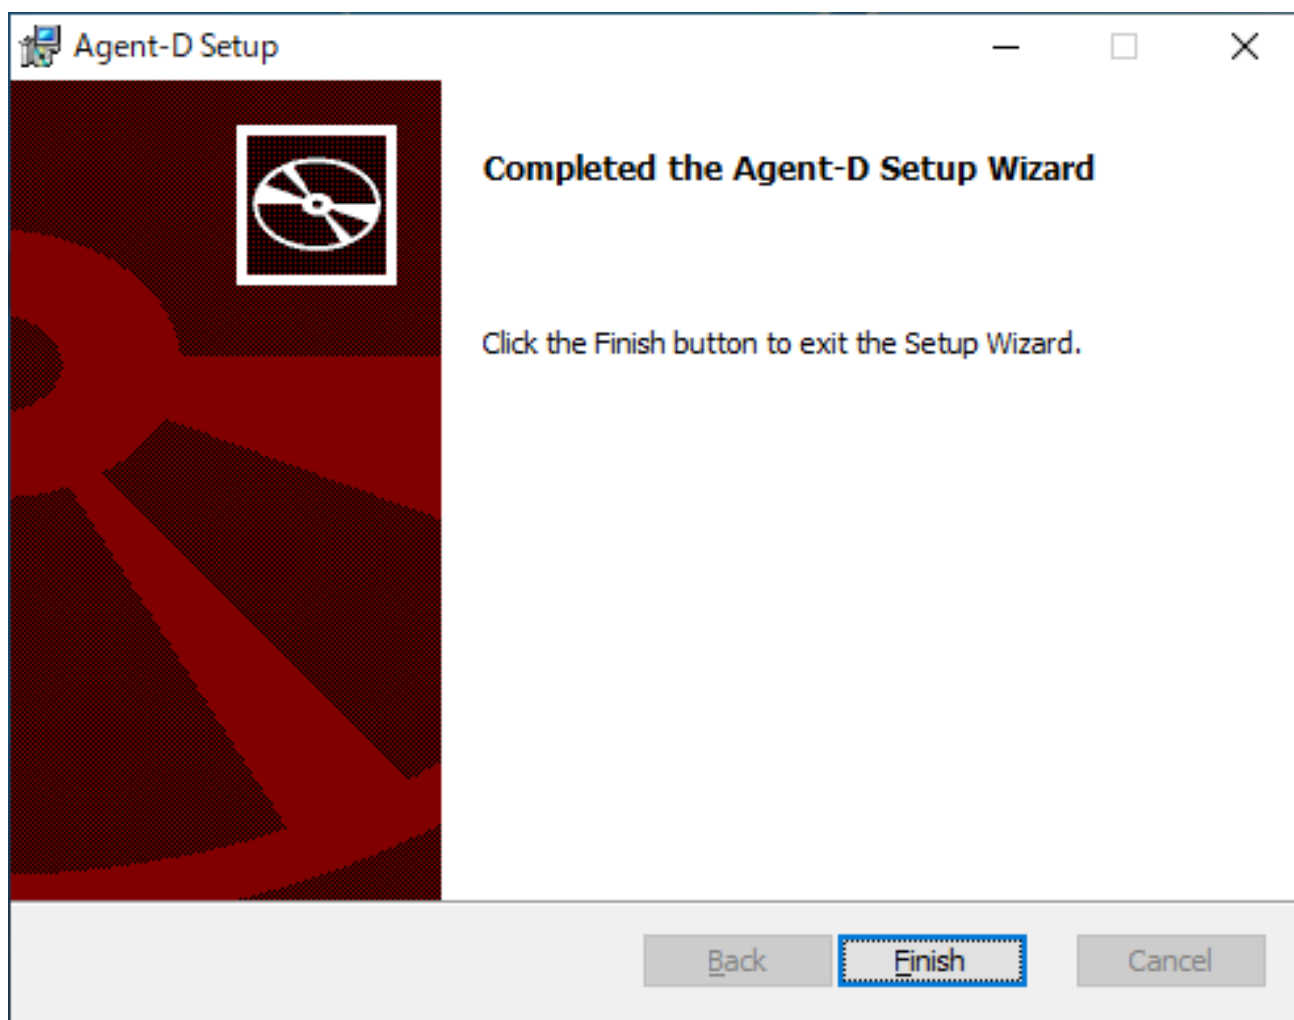 Agent-D Setup
Completed the Agent-D Setup Wizard
Click the Finish button to exit the Setup Wizard.
Back
Finish
Cancel